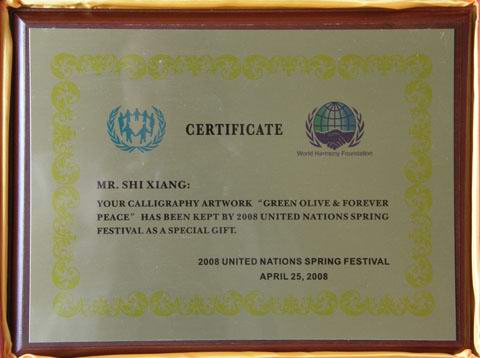 CERTIFICATE
World Harmony Foundation
MR. SHI XIANG:
YOUR CALLIGRAPHY ARTWORK “GREEN OLIVE & FOREVER
PEACE” HAS BEEN KEPT BY 2008 UNITED NATIONS SPRING
FESTIVAL AS A SPECIAL GIFT.
2008 UNITED NATIONS SPRING FESTIVAL
APRIL 25, 2008